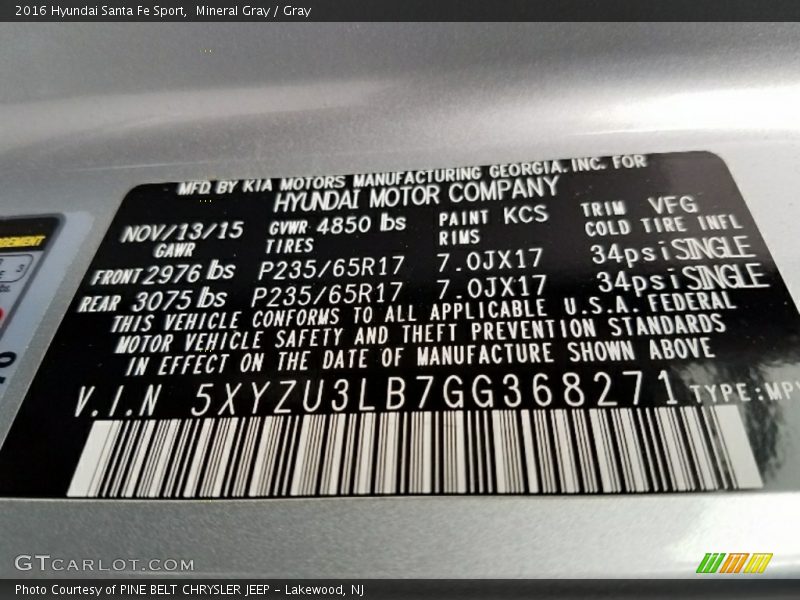 2016 Hyundai Santa Fe Sport,  Mineral Gray / Gray
MFD BY KIA MOTORS MANUFACTURING GEORGIA. INC. FOR
HYUNDAI MOTOR COMPANY
NOV/13/15 GVWR 4850 lbs PAINT KCS TRIM VFG
GAWR TIRES RIMS COLD TIRE INFL
FRONT 2976 lbs P235/65R17 7.0JX17 34psi SINGLE
REAR 3075 lbs P235/65R17 7.0JX17 34psi SINGLE
THIS VEHICLE CONFORMS TO ALL APPLICABLE U.S.A. FEDERAL
MOTOR VEHICLE SAFETY AND THEFT PREVENTION STANDARDS
IN EFFECT ON THE DATE OF MANUFACTURE SHOWN ABOVE
V.I.N 5XYZU3LB7GG368271 TYPE:MPV
GTCARLOT.COM
Photo Courtesy of PINE BELT CHRYSLER JEEP – Lakewood, NJ